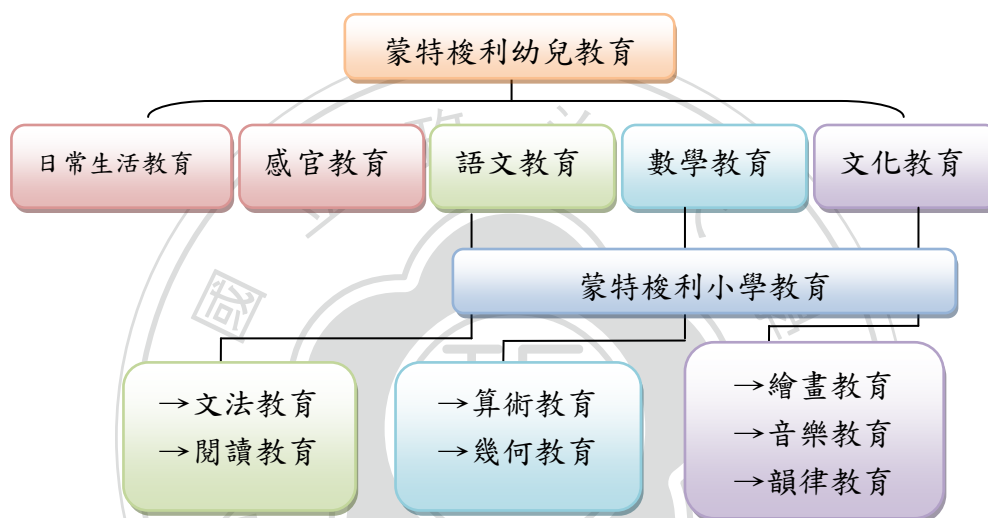 蒙特梭利幼兒教育
日常生活教育
感官教育
語文教育
數學教育
文化教育
蒙特梭利小學教育
→文法教育
→閱讀教育
→算術教育
→幾何教育
→繪畫教育
→音樂教育
→韻律教育
國